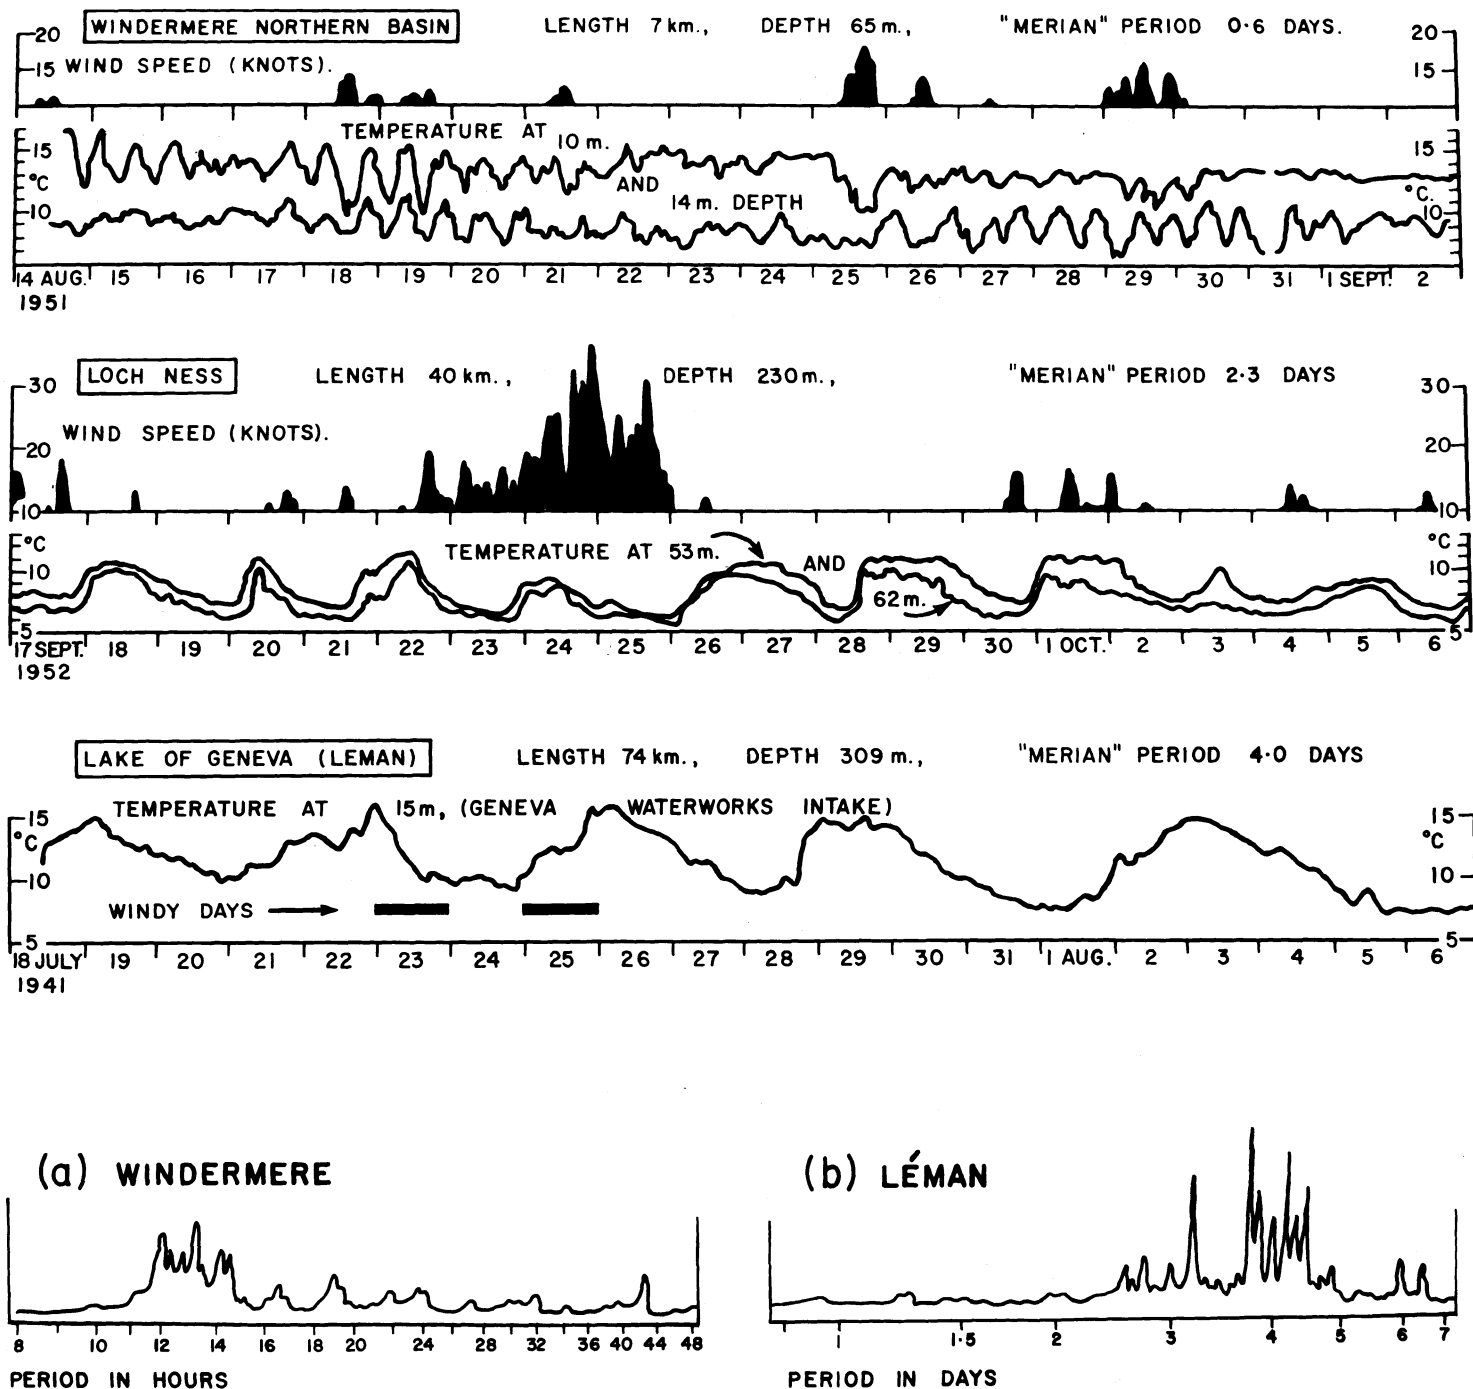 WINDERMERE NORTHERN BASIN LENGTH 7 km., DEPTH 65 m., "MERIAN" PERIOD 0·6 DAYS.
20 20
15 WIND SPEED (KNOTS). 15
TEMPERATURE AT 10 m.
15 15
°C AND °C.
10 14 m. DEPTH 10
14 AUG. 15 16 17 18 19 20 21 22 23 24 25 26 27 28 29 30 31 1 SEPT. 2
1951
LOCH NESS LENGTH 40 km., DEPTH 230 m., "MERIAN" PERIOD 2·3 DAYS
30 30
WIND SPEED (KNOTS).
20 20
10 10
°C TEMPERATURE AT 53 m. AND °C
10 10
62 m.
5 5
17 SEPT. 18 19 20 21 22 23 24 25 26 27 28 29 30 1 OCT. 2 3 4 5 6
1952
LAKE OF GENEVA (LEMAN) LENGTH 74 km., DEPTH 309 m., "MERIAN" PERIOD 4·0 DAYS
TEMPERATURE AT 15 m, (GENEVA WATERWORKS INTAKE)
15 15
°C °C
10 10
WINDY DAYS
5 5
18 JULY 19 20 21 22 23 24 25 26 27 28 29 30 31 1 AUG. 2 3 4 5 6
1941
(a) WINDERMERE
8 10 12 14 16 18 20 24 28 32 36 40 44 48
PERIOD IN HOURS
(b) LÉMAN
1 1·5 2 3 4 5 6 7
PERIOD IN DAYS